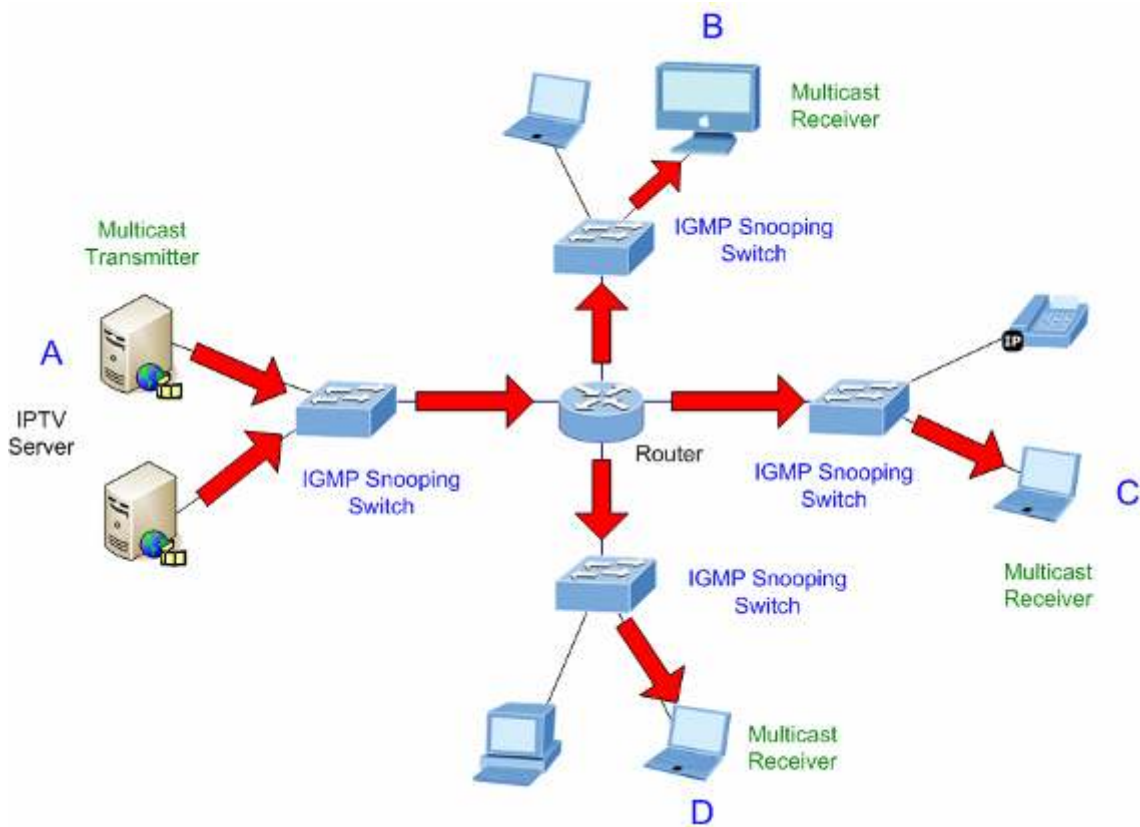 B
Multicast
Receiver
IGMP Snooping
Switch
Multicast
Transmitter
A
IPTV
Server
IGMP Snooping
Switch
Router
IP
IGMP Snooping
Switch
C
Multicast
Receiver
IGMP Snooping
Switch
Multicast
Receiver
D